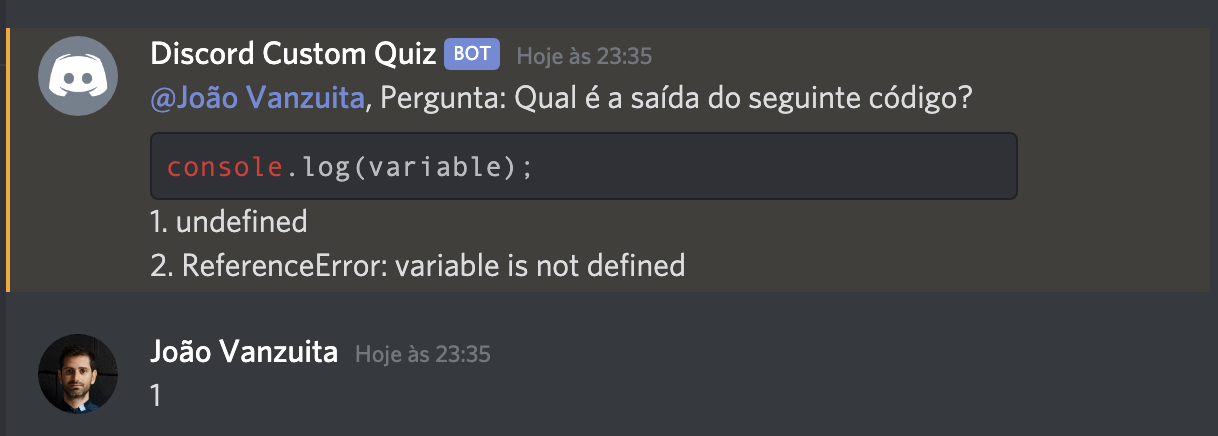 Discord Custom Quiz BOT Hoje às 23:35
@João Vanzuita, Pergunta: Qual é a saída do seguinte código?
console.log(variable);
1. undefined
2. ReferenceError: variable is not defined
João Vanzuita Hoje às 23:35
1